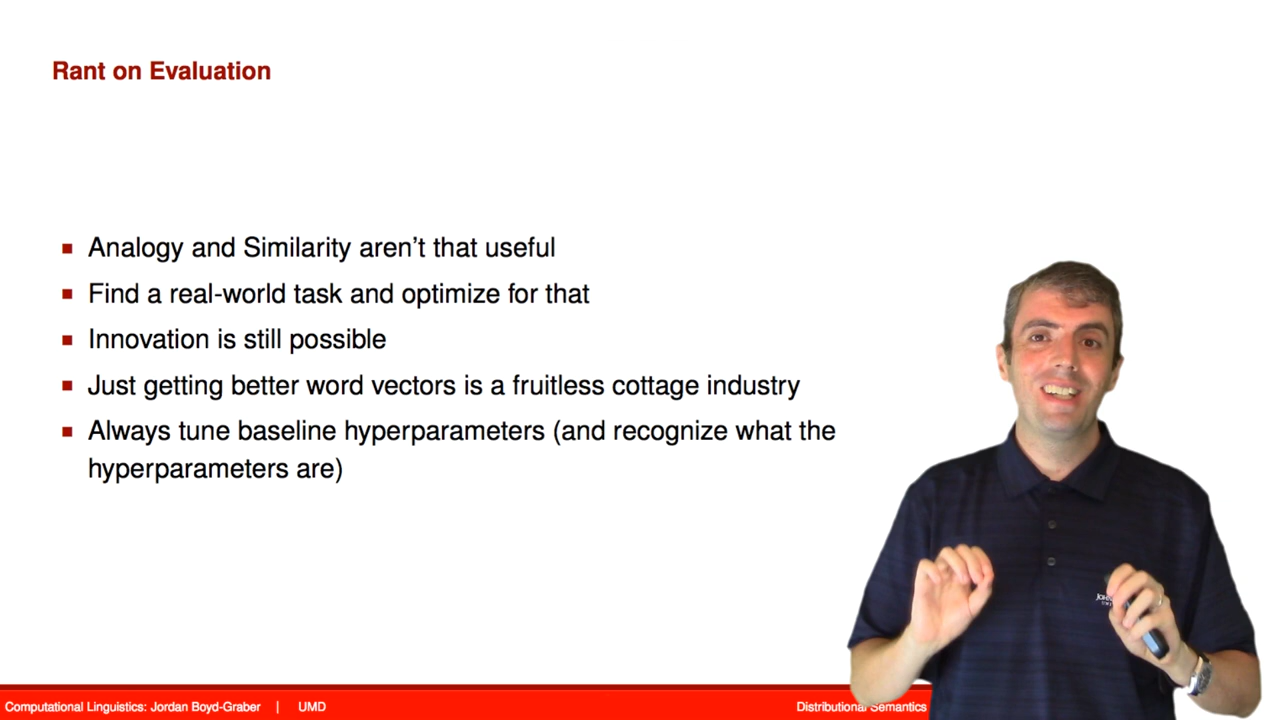 Rant on Evaluation
Analogy and Similarity aren't that useful
Find a real-world task and optimize for that
Innovation is still possible
Just getting better word vectors is a fruitless cottage industry
Always tune baseline hyperparameters (and recognize what the
hyperparameters are)
Computational Linguistics: Jordan Boyd-Graber | UMD
Distributional Semantics